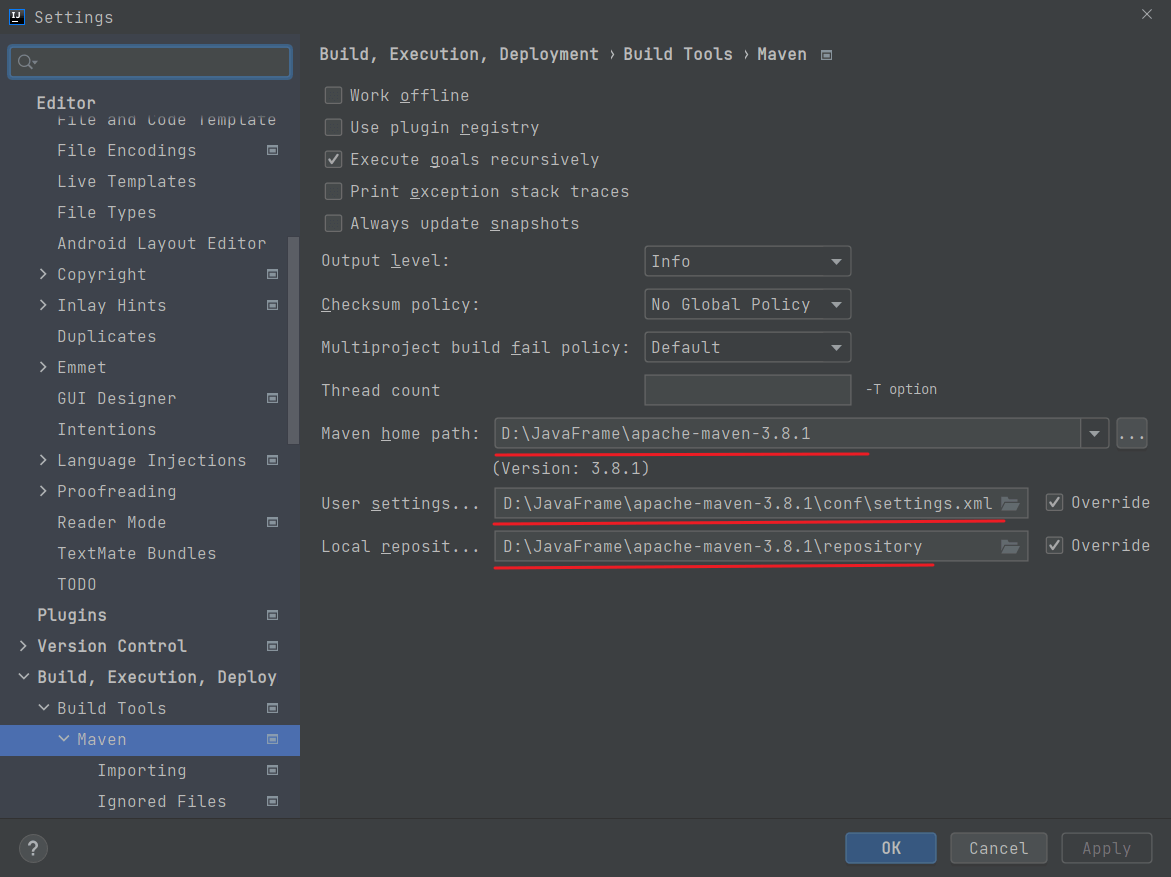 Settings
Editor
File and Code Template
File Encodings
Live Templates
File Types
Android Layout Editor
Copyright
Inlay Hints
Duplicates
Emmet
GUI Designer
Intentions
Language Injections
Proofreading
Reader Mode
TextMate Bundles
TODO
Plugins
Version Control
Build, Execution, Deploy
Build Tools
Maven
Importing
Ignored Files
Build, Execution, Deployment › Build Tools › Maven
Work offline
Use plugin registry
Execute goals recursively
Print exception stack traces
Always update snapshots
Output level: Info
Checksum policy: No Global Policy
Multiproject build fail policy: Default
Thread count -T option
Maven home path: D:\JavaFrame\apache-maven-3.8.1 ...
(Version: 3.8.1)
User settings... D:\JavaFrame\apache-maven-3.8.1\conf\settings.xml Override
Local reposit... D:\JavaFrame\apache-maven-3.8.1\repository Override
? OK Cancel Apply